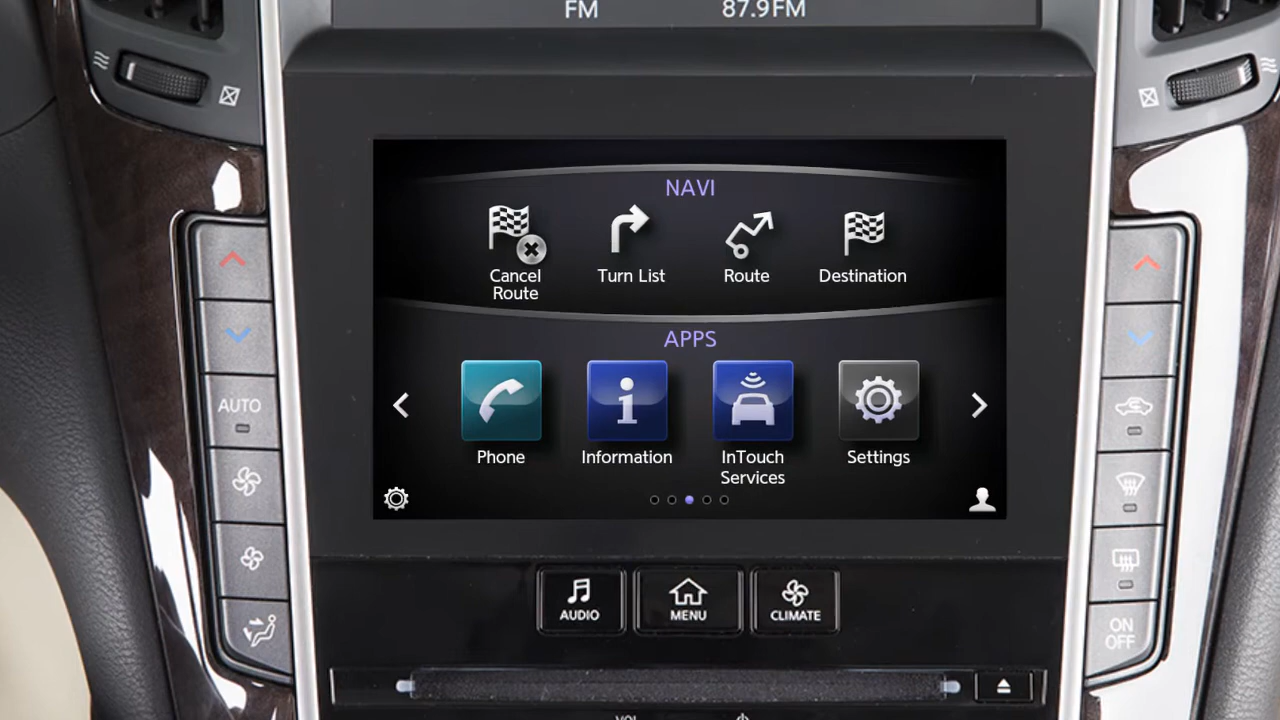 FM 87.9FM
NAVI
Cancel
Route
Turn List
Route
Destination
APPS
Phone
Information
InTouch
Services
Settings
AUTO
ON
OFF
AUDIO
MENU
CLIMATE
VOL